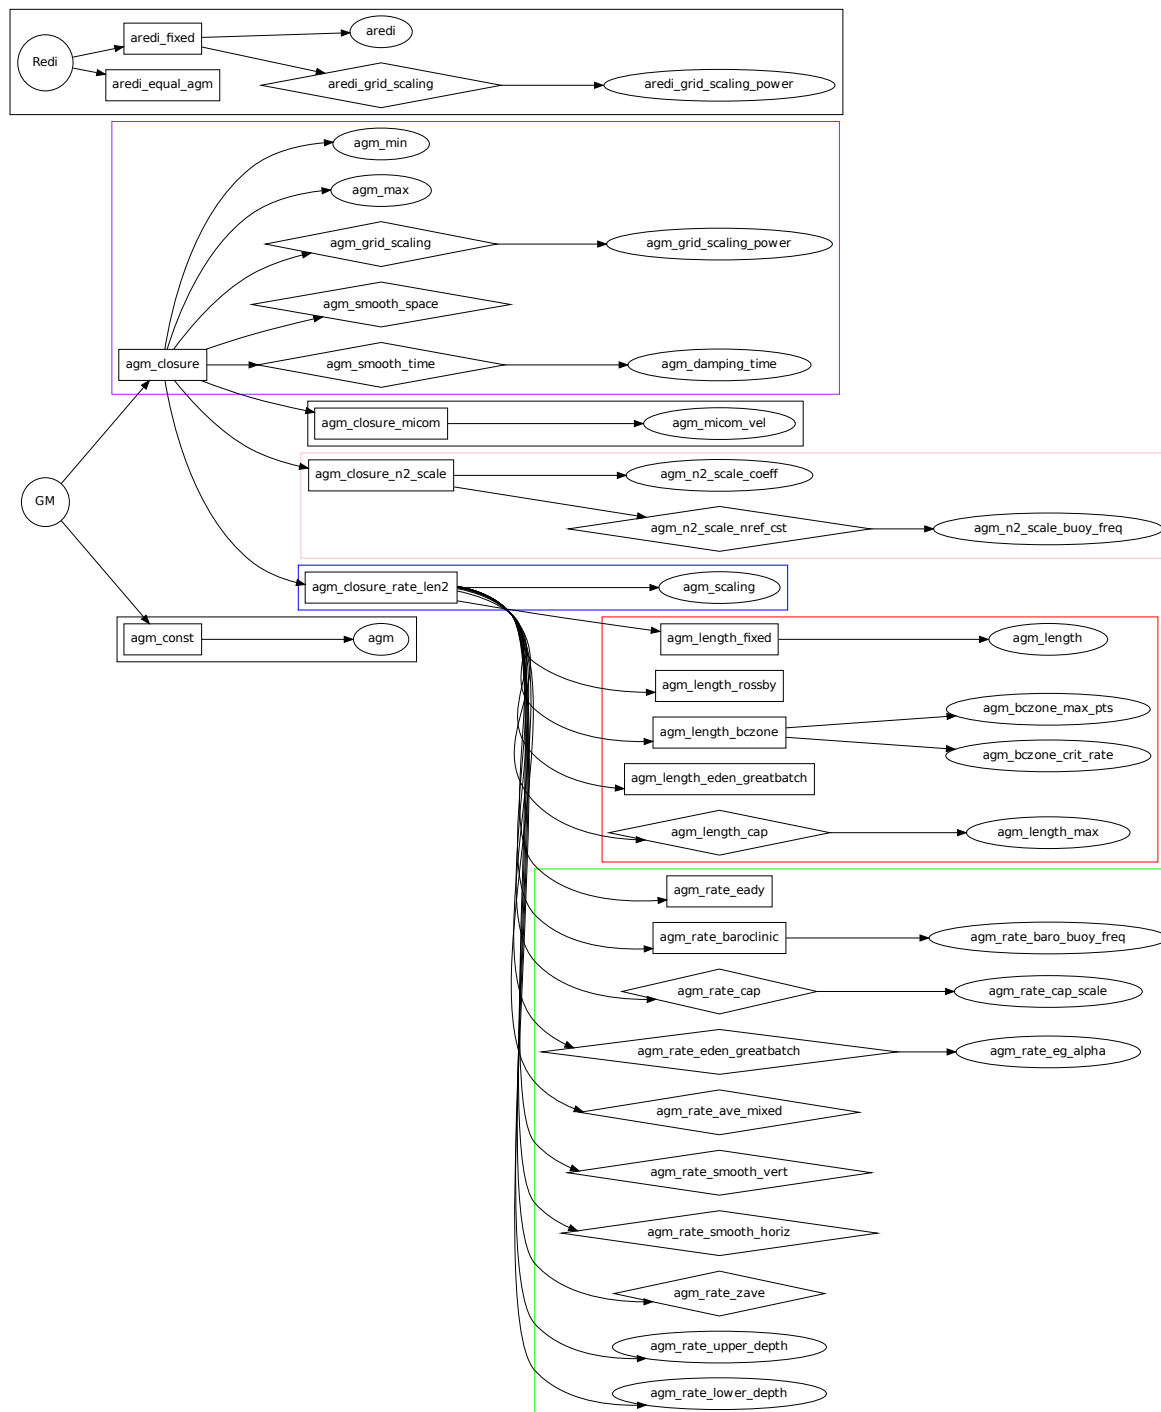 Redi
aredi_fixed
aredi
aredi_equal_agm
aredi_grid_scaling
aredi_grid_scaling_power
agm_min
agm_max
agm_grid_scaling
agm_grid_scaling_power
agm_smooth_space
agm_closure
agm_smooth_time
agm_damping_time
agm_closure_micom
agm_micom_vel
agm_closure_n2_scale
agm_n2_scale_coeff
GM
agm_n2_scale_nref_cst
agm_n2_scale_buoy_freq
agm_closure_rate_len2
agm_scaling
agm_const
agm
agm_length_fixed
agm_length
agm_length_rossby
agm_length_bczone
agm_bczone_max_pts
agm_bczone_crit_rate
agm_length_eden_greatbatch
agm_length_cap
agm_length_max
agm_rate_eady
agm_rate_baroclinic
agm_rate_baro_buoy_freq
agm_rate_cap
agm_rate_cap_scale
agm_rate_eden_greatbatch
agm_rate_eg_alpha
agm_rate_ave_mixed
agm_rate_smooth_vert
agm_rate_smooth_horiz
agm_rate_zave
agm_rate_upper_depth
agm_rate_lower_depth